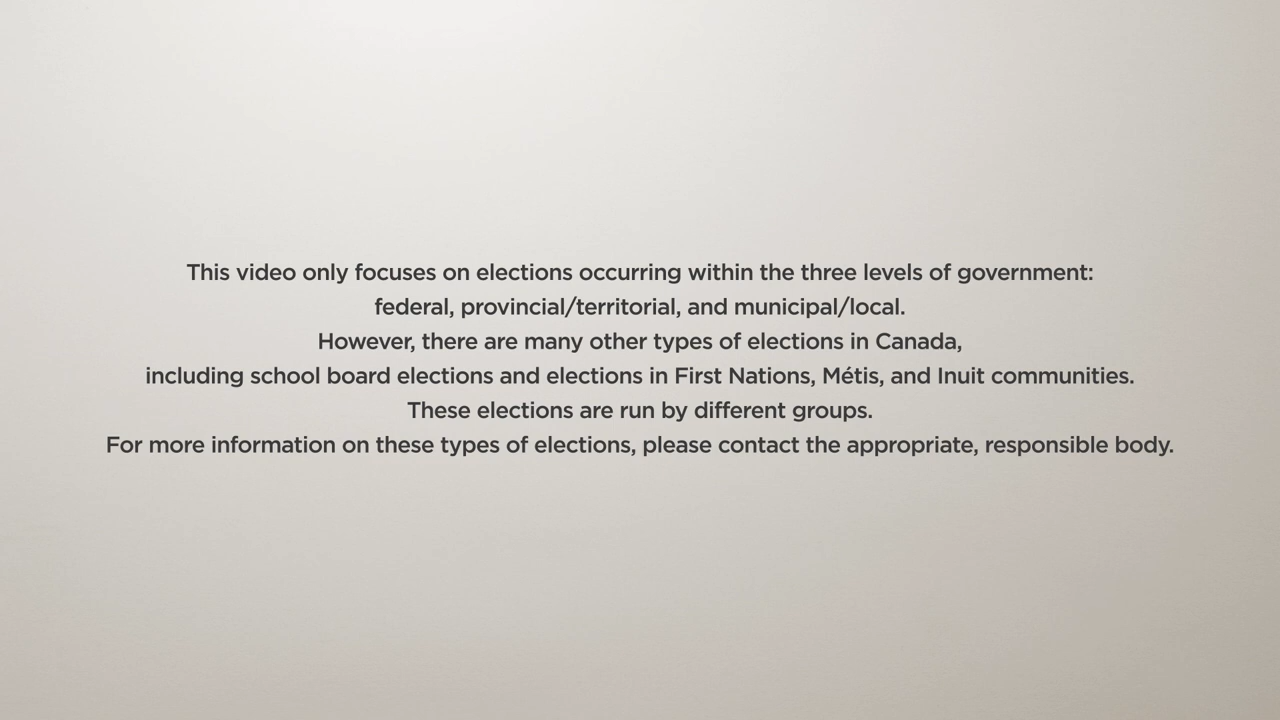 This video only focuses on elections occurring within the three levels of government:
federal, provincial/territorial, and municipal/local.
However, there are many other types of elections in Canada,
including school board elections and elections in First Nations, Métis, and Inuit communities.
These elections are run by different groups.
For more information on these types of elections, please contact the appropriate, responsible body.